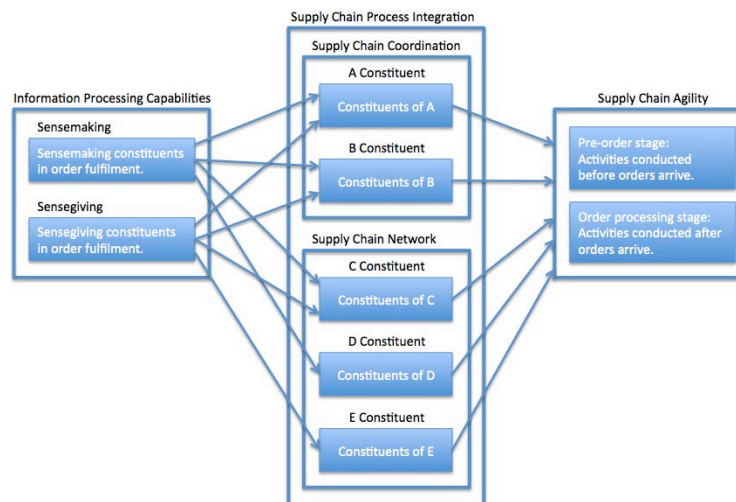 Supply Chain Process Integration
Supply Chain Coordination
A Constituent
Information Processing Capabilities
Constituents of A
Supply Chain Agility
Sensemaking
Sensemaking constituents
in order fulfilment.
B Constituent
Constituents of B
Pre-order stage:
Activities conducted
before orders arrive.
Sensegiving
Sensegiving constituents
in order fulfilment.
Order processing stage:
Activities conducted after
orders arrive.
Supply Chain Network
C Constituent
Constituents of C
D Constituent
Constituents of D
E Constituent
Constituents of E